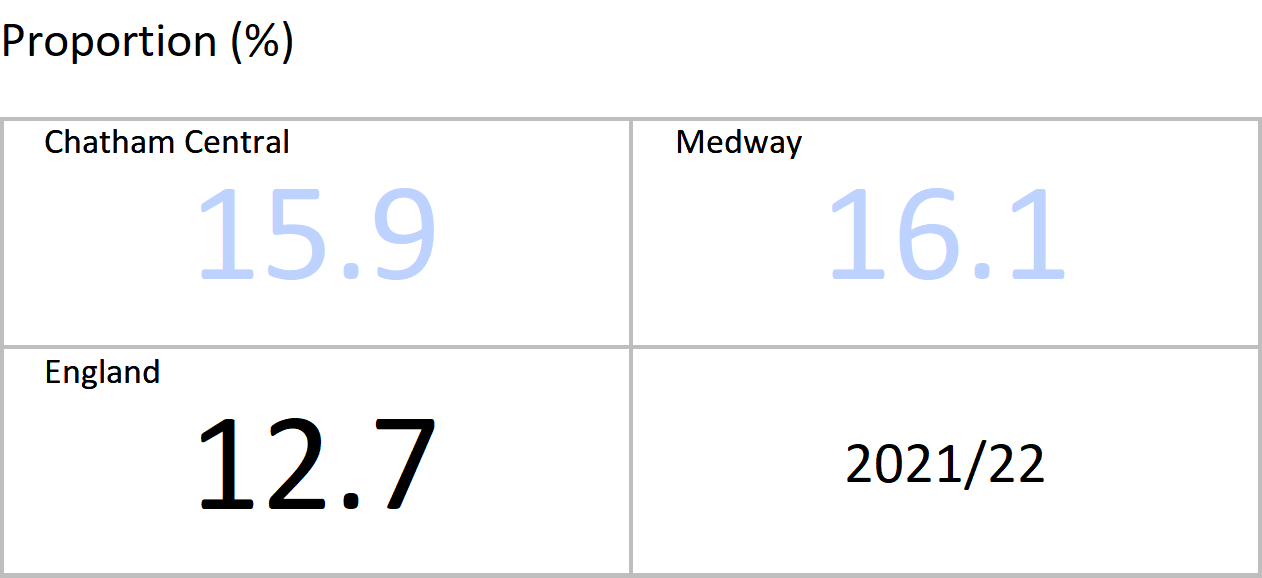 Proportion (%)
Chatham Central
15.9
Medway
16.1
England
12.7
2021/22